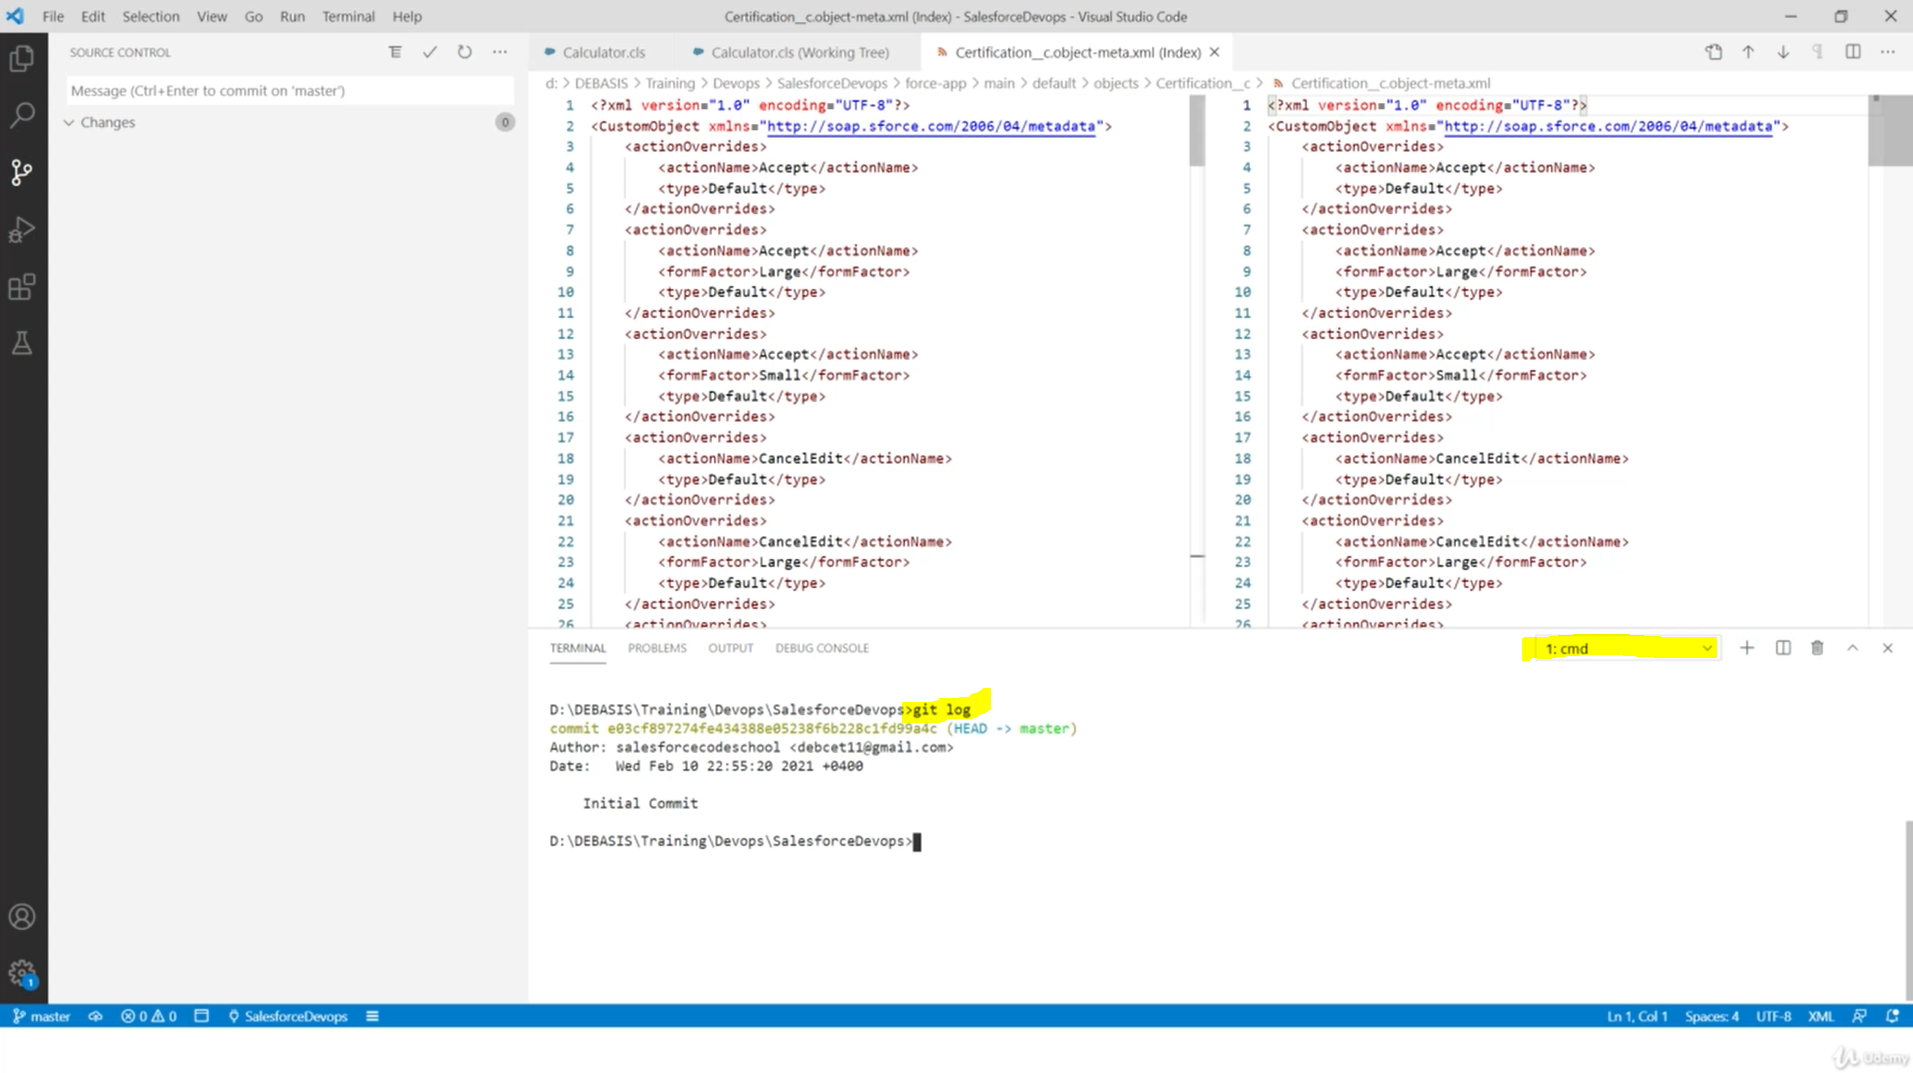 File Edit Selection View Go Run Terminal Help
Certification__c.object-meta.xml (Index) - SalesforceDevops - Visual Studio Code
SOURCE CONTROL
Message (Ctrl+Enter to commit on 'master')
Changes
0
Calculator.cls
Calculator.cls (Working Tree)
Certification__c.object-meta.xml (Index)
d: > DEBASIS > Training > Devops > SalesforceDevops > force-app > main > default > objects > Certification__c > Certification__c.object-meta.xml
1 <?xml version="1.0" encoding="UTF-8"?>
2 <CustomObject xmlns="http://soap.sforce.com/2006/04/metadata">
3 <actionOverrides>
4 <actionName>Accept</actionName>
5 <type>Default</type>
6 </actionOverrides>
7 <actionOverrides>
8 <actionName>Accept</actionName>
9 <formFactor>Large</formFactor>
10 <type>Default</type>
11 </actionOverrides>
12 <actionOverrides>
13 <actionName>Accept</actionName>
14 <formFactor>Small</formFactor>
15 <type>Default</type>
16 </actionOverrides>
17 <actionOverrides>
18 <actionName>CancelEdit</actionName>
19 <type>Default</type>
20 </actionOverrides>
21 <actionOverrides>
22 <actionName>CancelEdit</actionName>
23 <formFactor>Large</formFactor>
24 <type>Default</type>
25 </actionOverrides>
26 <actionOverrides>
1 <?xml version="1.0" encoding="UTF-8"?>
2 <CustomObject xmlns="http://soap.sforce.com/2006/04/metadata">
3 <actionOverrides>
4 <actionName>Accept</actionName>
5 <type>Default</type>
6 </actionOverrides>
7 <actionOverrides>
8 <actionName>Accept</actionName>
9 <formFactor>Large</formFactor>
10 <type>Default</type>
11 </actionOverrides>
12 <actionOverrides>
13 <actionName>Accept</actionName>
14 <formFactor>Small</formFactor>
15 <type>Default</type>
16 </actionOverrides>
17 <actionOverrides>
18 <actionName>CancelEdit</actionName>
19 <type>Default</type>
20 </actionOverrides>
21 <actionOverrides>
22 <actionName>CancelEdit</actionName>
23 <formFactor>Large</formFactor>
24 <type>Default</type>
25 </actionOverrides>
26 <actionOverrides>
TERMINAL PROBLEMS OUTPUT DEBUG CONSOLE
1: cmd
D:\DEBASIS\Training\Devops\SalesforceDevops>git log
commit e03cf897274fe434388e05238f6b228c1fd99a4c (HEAD -> master)
Author: salesforcecodeschool <debcet11@gmail.com>
Date: Wed Feb 10 22:55:20 2021 +0400
Initial Commit
D:\DEBASIS\Training\Devops\SalesforceDevops>
1
master
0 0
SalesforceDevops
Ln 1, Col 1 Spaces: 4 UTF-8 XML
Udemy